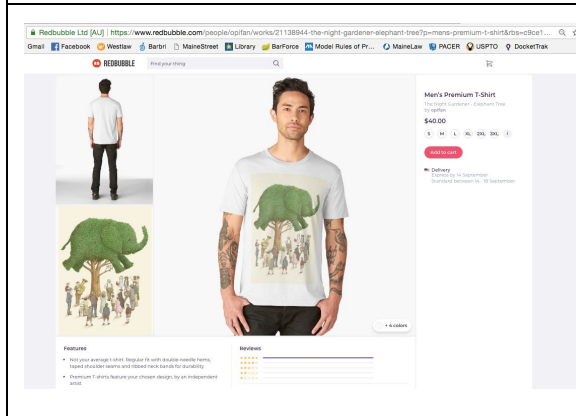 Redbubble Ltd [AU] https://www.redbubble.com/people/opifan/works/21138944-the-night-gardener-elephant-tree?p=mens-premium-t-shirt&rbs=c9ce1...
Gmail Facebook Westlaw Barbri MaineStreet Library BarForce Model Rules of Pr... MaineLaw PACER USPTO DocketTrak
REDBUBBLE Find your thing
Men's Premium T-Shirt
The Night Gardener - Elephant Tree
by opifan
$40.00
S M L XL 2XL 3XL
Add to cart
Delivery
Express by 14 September
Standard between 14 - 18 September
+ 4 colors
Features
Not your average t-shirt. Regular fit with double-needle hems,
taped shoulder seams and ribbed neck bands for durability
Premium T-shirts feature your chosen design, by an independent
artist
Reviews